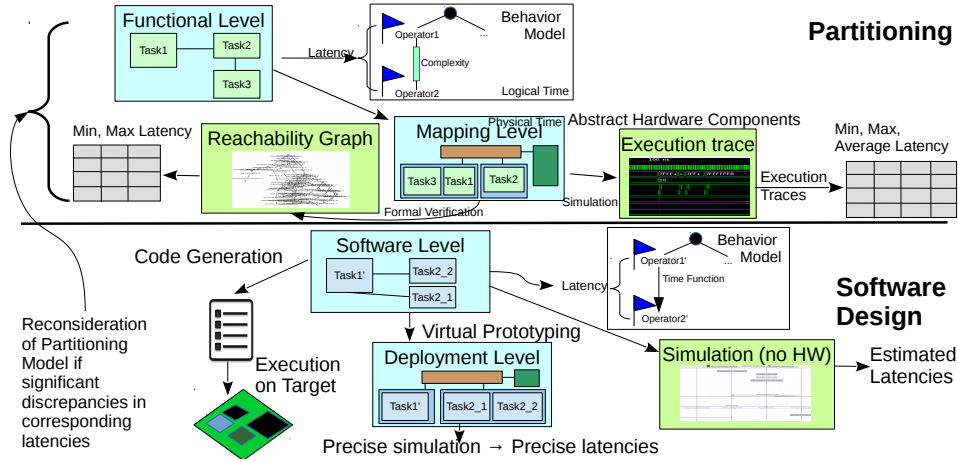 Functional Level
Task1
Task2
Task3
Latency
Behavior
Model
Operator1
...
Complexity
Operator2
Logical Time
Partitioning
Min, Max Latency
Reachability Graph
Physical Time
Mapping Level
Task3
Task1
Task2
Formal Verification
Abstract Hardware Components
Execution trace
100 ns
Simulation
Execution
Traces
Min, Max,
Average Latency
Code Generation
Software Level
Task1'
Task2_2
Task2_1
Latency
Behavior
Model
Operator1'
...
Time Function
Operator2'
Software
Design
Reconsideration
of Partitioning
Model if
significant
discrepancies in
corresponding
latencies
Execution
on Target
Virtual Prototyping
Deployment Level
Task1'
Task2_1
Task2_2
Precise simulation → Precise latencies
Simulation (no HW)
Estimated
Latencies